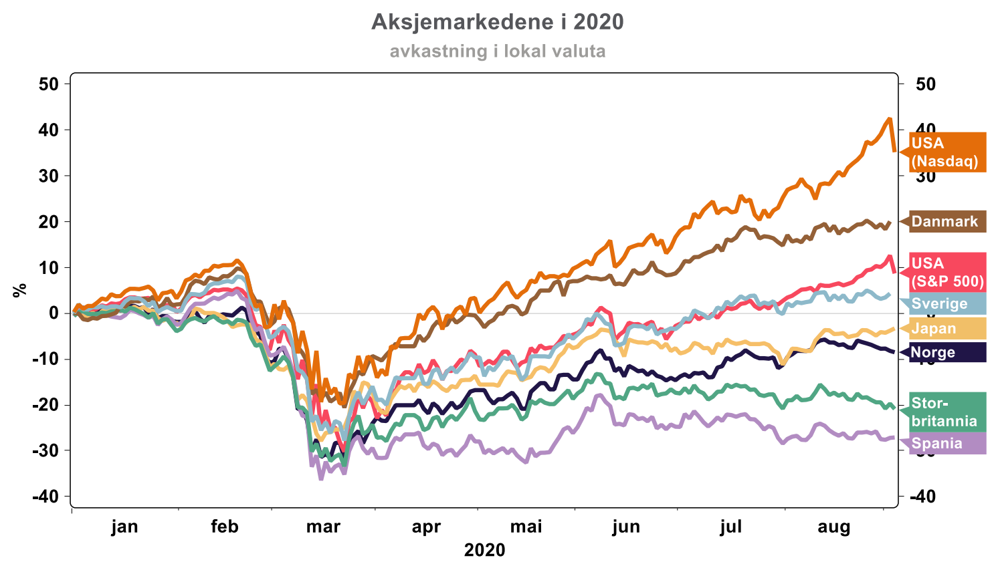 Aksjemarkedene i 2020
avkastning i lokal valuta
%
50
40
30
20
10
0
-10
-20
-30
-40
50
40
USA
(Nasdaq)
30
Danmark
USA
(S&P 500)
Sverige
0
Japan
Norge
Stor-
britannia
Spania
-40
jan feb mar apr mai jun jul aug
2020